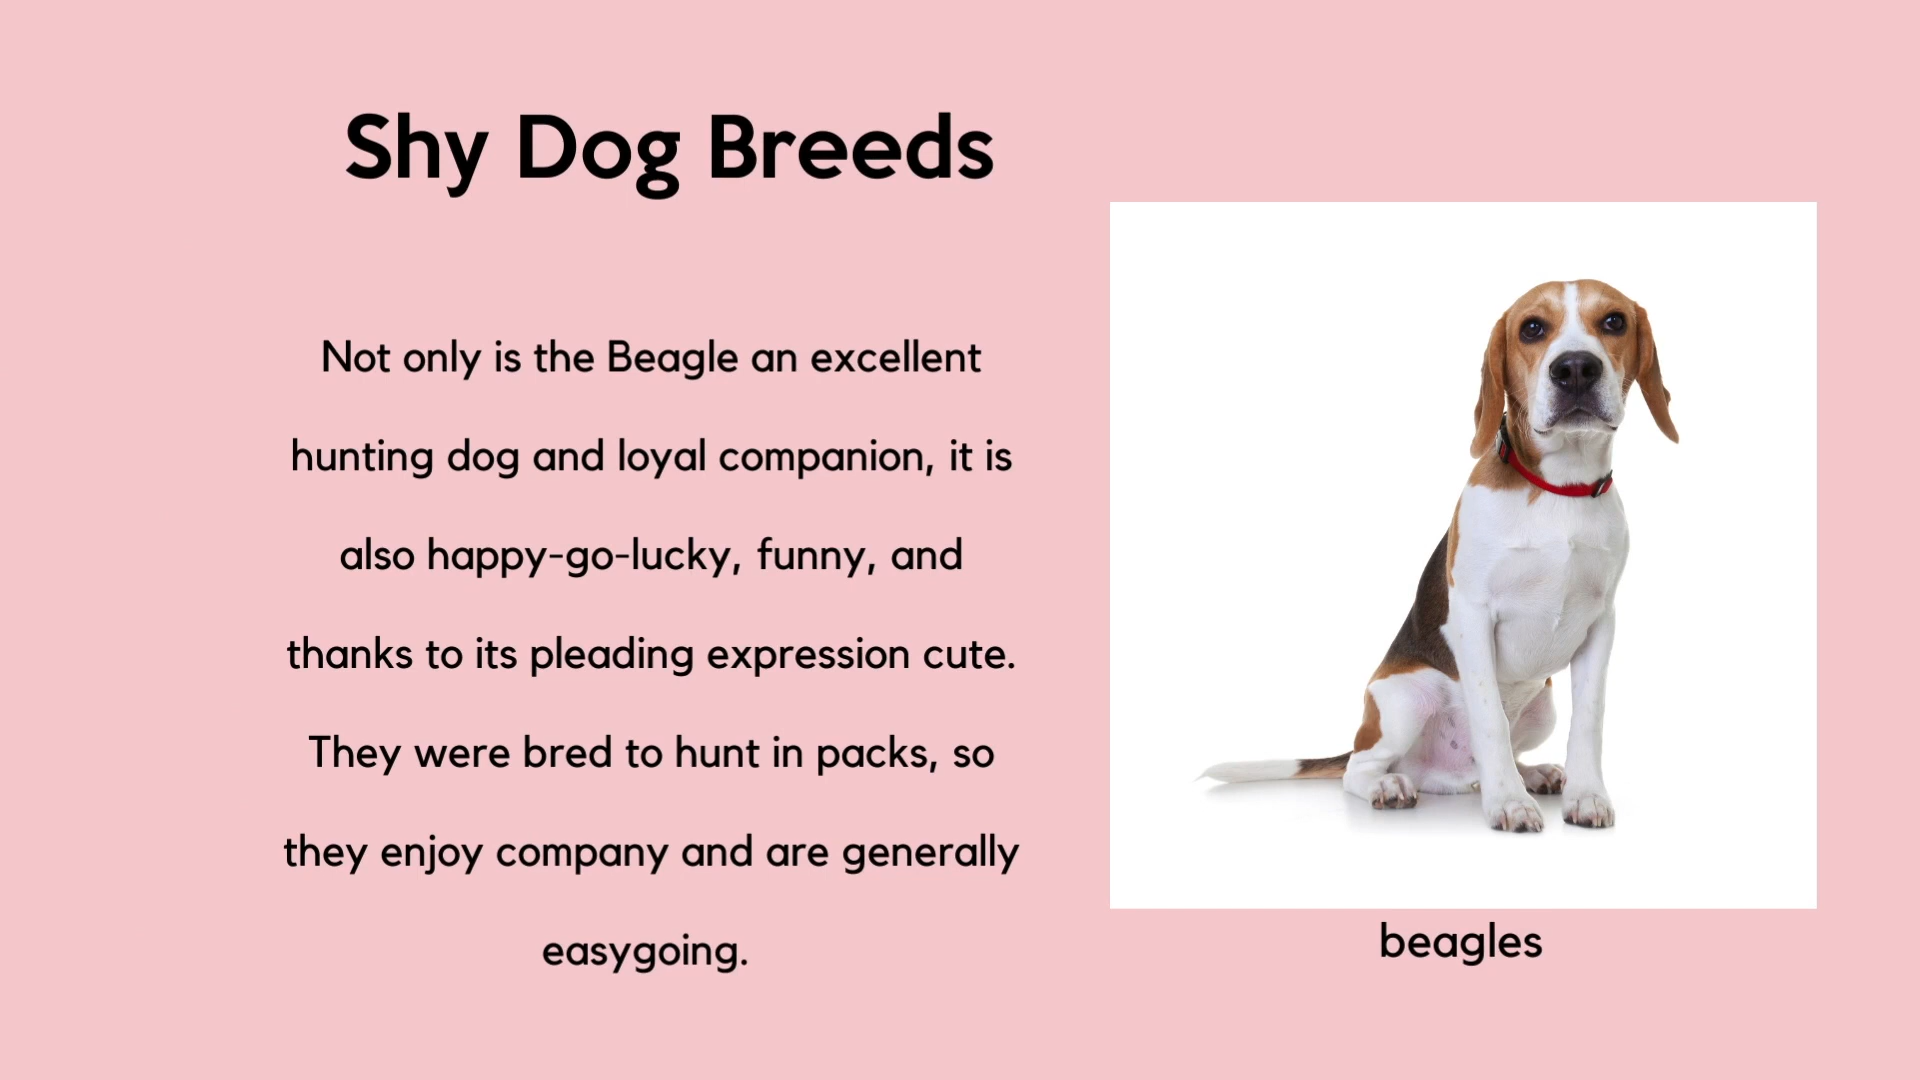 Shy Dog Breeds
Not only is the Beagle an excellent
hunting dog and loyal companion, it is
also happy-go-lucky, funny, and
thanks to its pleading expression cute.
They were bred to hunt in packs, so
they enjoy company and are generally
easygoing.
beagles